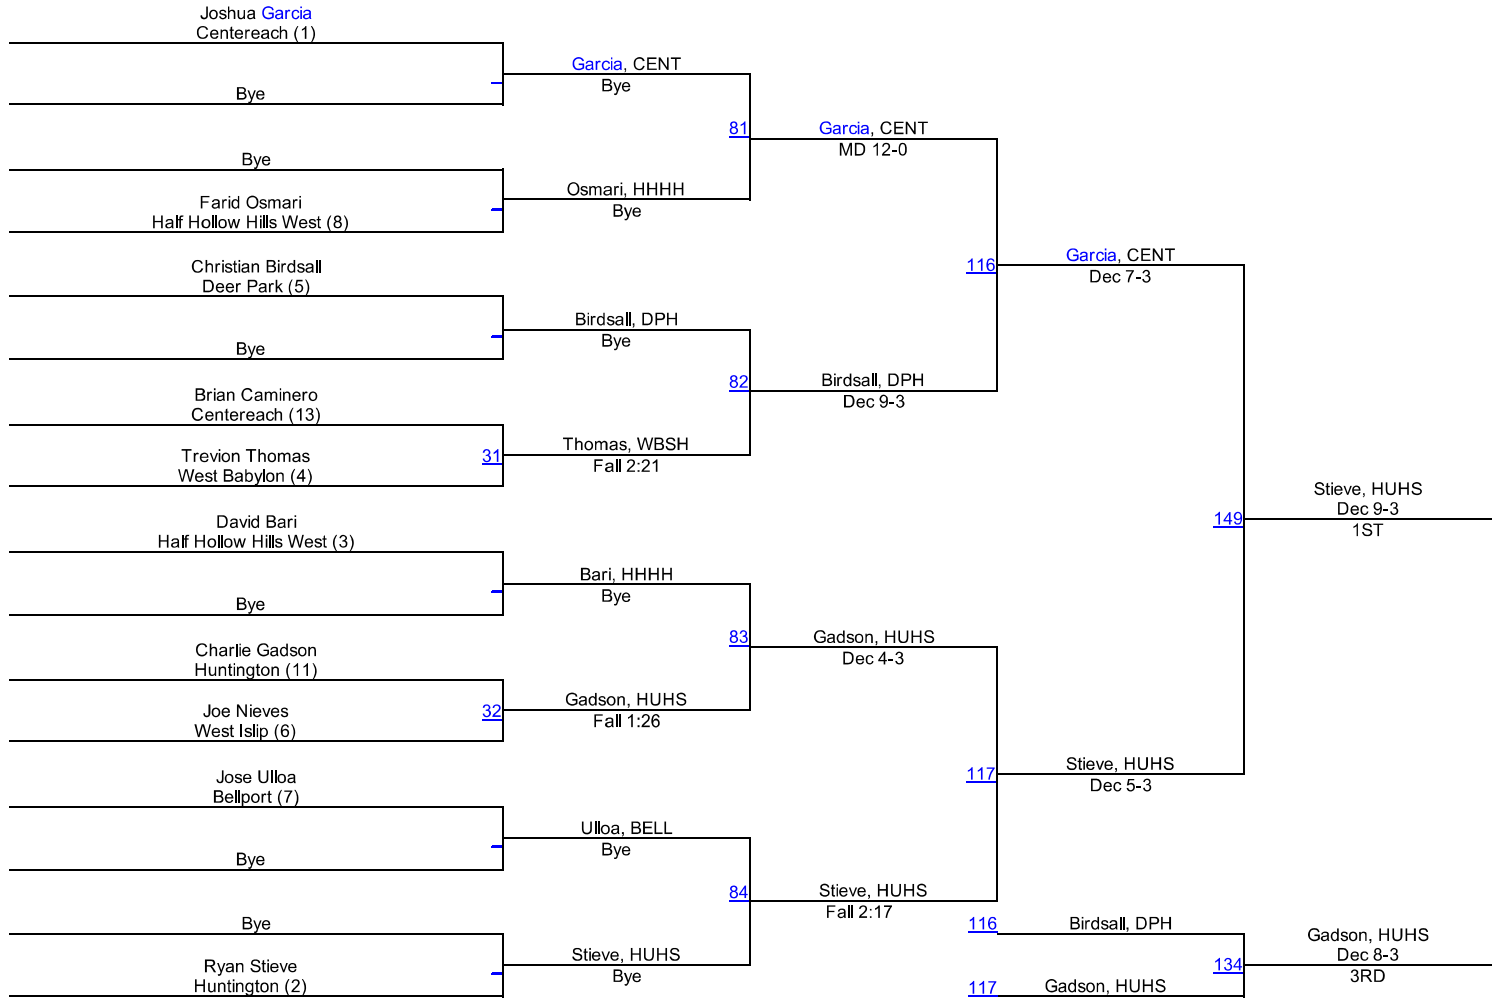 Joshua Garcia
Centereach (1)
Garcia, CENT
Bye
Bye
81
Garcia, CENT
MD 12-0
Bye
Osmari, HHHH
Bye
Farid Osmari
Half Hollow Hills West (8)
116
Garcia, CENT
Dec 7-3
Christian Birdsall
Deer Park (5)
Birdsall, DPH
Bye
Bye
82
Birdsall, DPH
Dec 9-3
Brian Caminero
Centereach (13)
31
Thomas, WBSH
Fall 2:21
Trevion Thomas
West Babylon (4)
149
Stieve, HUHS
Dec 9-3
1ST
David Bari
Half Hollow Hills West (3)
Bari, HHHH
Bye
Bye
83
Gadson, HUHS
Dec 4-3
Charlie Gadson
Huntington (11)
32
Gadson, HUHS
Fall 1:26
Joe Nieves
West Islip (6)
117
Stieve, HUHS
Dec 5-3
Jose Ulloa
Bellport (7)
Ulloa, BELL
Bye
Bye
84
Stieve, HUHS
Fall 2:17
Bye
Stieve, HUHS
Bye
Ryan Stieve
Huntington (2)
116
Birdsall, DPH
134
Gadson, HUHS
Dec 8-3
3RD
117
Gadson, HUHS